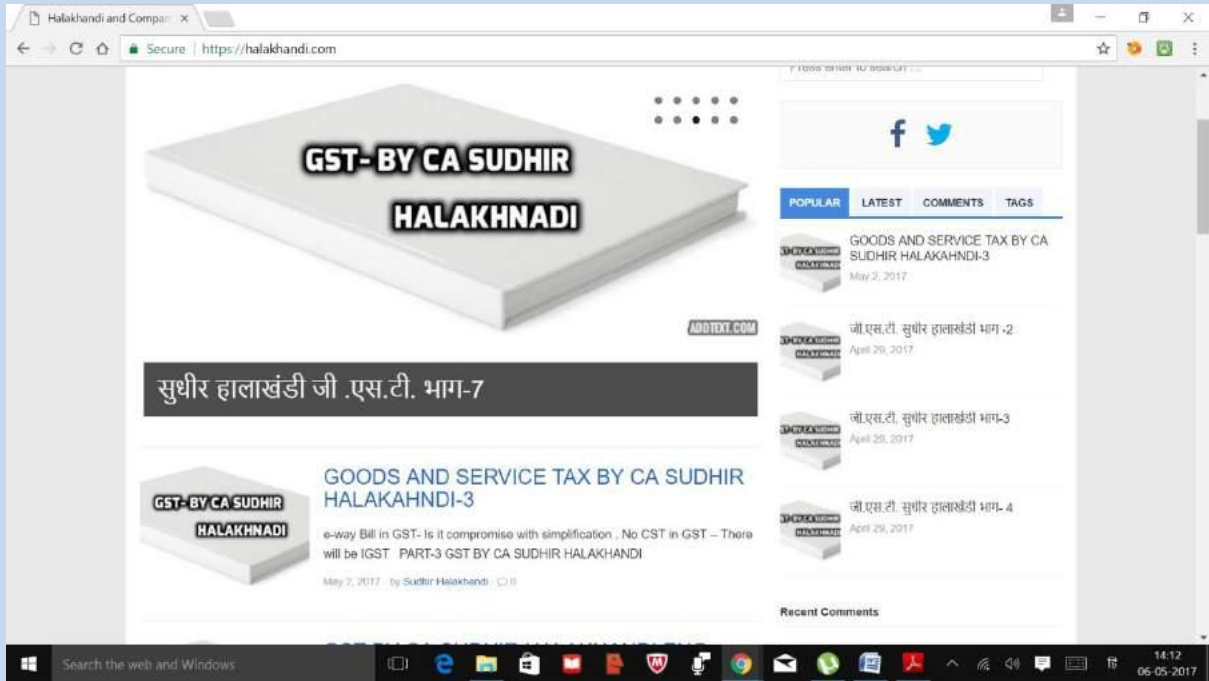 Halakhandi and Compan
Secure
https://halakhandi.com
Press enter to search ...
GST- BY CA SUDHIR
HALAKHNADI
ADDTEXT.COM
सुधीर हालाखंडी जी .एस.टी. भाग-7
GST- BY CA SUDHIR
HALAKHNADI
GOODS AND SERVICE TAX BY CA SUDHIR
HALAKAHNDI-3
e-way Bill in GST- Is it compromise with simplification . No CST in GST – There
will be IGST PART-3 GST BY CA SUDHIR HALAKHANDI
May 2, 2017 by Sudhir Halakhandi 0
POPULAR LATEST COMMENTS TAGS
GOODS AND SERVICE TAX BY CA
SUDHIR HALAKAHNDI-3
May 2, 2017
जी.एस.टी. सुधीर हालाखंडी भाग -2
April 29, 2017
जी.एस.टी. सुधीर हालाखंडी भाग-3
April 29, 2017
जी.एस.टी. सुधीर हालाखंडी भाग- 4
April 29, 2017
Recent Comments
Search the web and Windows
14:12
06-05-2017